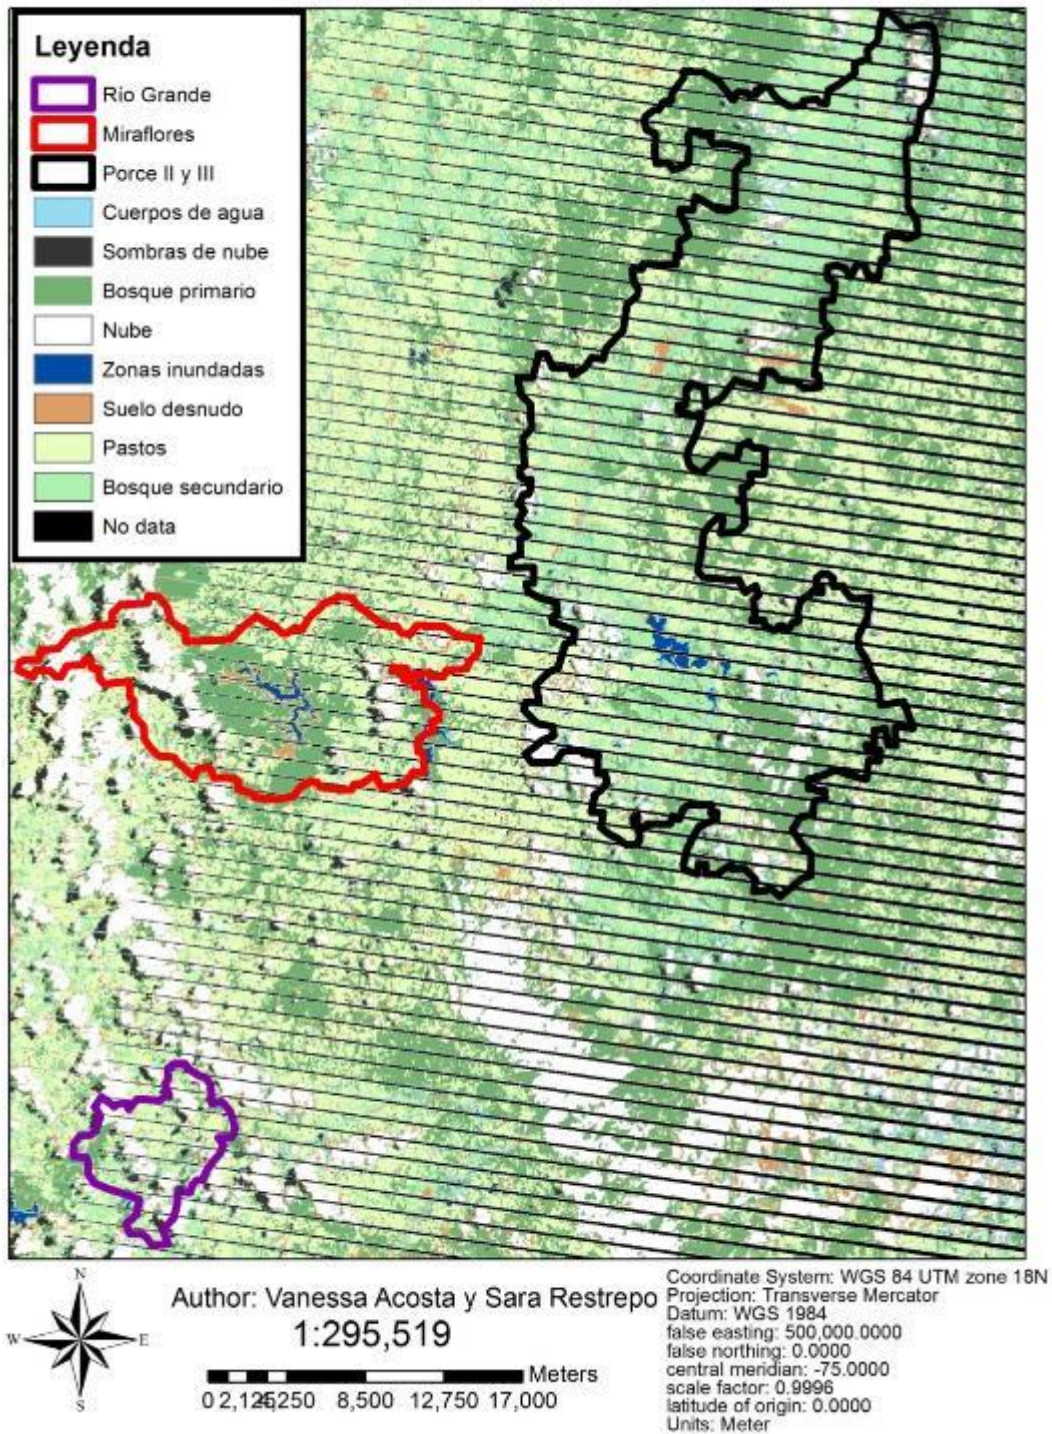 Leyenda
Río Grande
Miraflores
Porce II y III
Cuerpos de agua
Sombras de nube
Bosque primario
Nube
Zonas inundadas
Suelo desnudo
Pastos
Bosque secundario
No data
N
W
E
S
Author: Vanessa Acosta y Sara Restrepo
1:295,519
Meters
0 2,125 4,250 8,500 12,750 17,000
Coordinate System: WGS 84 UTM zone 18N
Projection: Transverse Mercator
Datum: WGS 1984
false easting: 500,000.0000
false northing: 0.0000
central meridian: -75.0000
scale factor: 0.9996
latitude of origin: 0.0000
Units: Meter